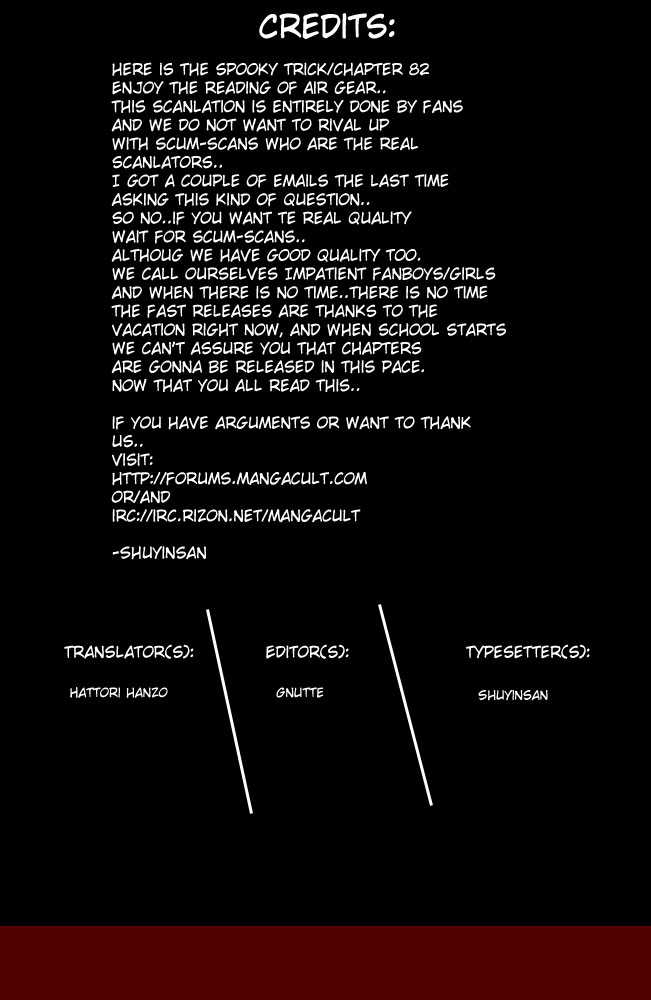 CREDITS:
HERE IS THE SPOOKY TRICK/CHAPTER 82
ENJOY THE READING OF AIR GEAR..
THIS SCANLATION IS ENTIRELY DONE BY FANS
AND WE DO NOT WANT TO RIVAL UP
WITH SCUM-SCANS WHO ARE THE REAL
SCANLATORS..
I GOT A COUPLE OF EMAILS THE LAST TIME
ASKING THIS KIND OF QUESTION..
SO NO..IF YOU WANT TE REAL QUALITY
WAIT FOR SCUM-SCANS..
ALTHOUG WE HAVE GOOD QUALITY TOO.
WE CALL OURSELVES IMPATIENT FANBOYS/GIRLS
AND WHEN THERE IS NO TIME..THERE IS NO TIME
THE FAST RELEASES ARE THANKS TO THE
VACATION RIGHT NOW, AND WHEN SCHOOL STARTS
WE CAN'T ASSURE YOU THAT CHAPTERS
ARE GONNA BE RELEASED IN THIS PACE.
NOW THAT YOU ALL READ THIS..
IF YOU HAVE ARGUMENTS OR WANT TO THANK
US..
VISIT:
HTTP://FORUMS.MANGACULT.COM
OR/AND
IRC://IRC.RIZON.NET/MANGACULT
-SHUYINSAN
TRANSLATOR(S):
HATTORI HANZO
EDITOR(S):
GNUTTE
TYPESETTER(S):
SHUYINSAN